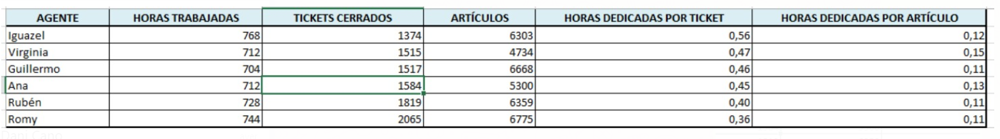 AGENTE HORAS TRABAJADAS TICKETS CERRADOS ARTÍCULOS HORAS DEDICADAS POR TICKET HORAS DEDICADAS POR ARTÍCULO
Iguazel 768 1374 6303 0,56 0,12
Virginia 712 1515 4734 0,47 0,15
Guillermo 704 1517 6668 0,46 0,11
Ana 712 1584 5300 0,45 0,13
Rubén 728 1819 6359 0,40 0,11
Romy 744 2065 6775 0,36 0,11
Dani Cano